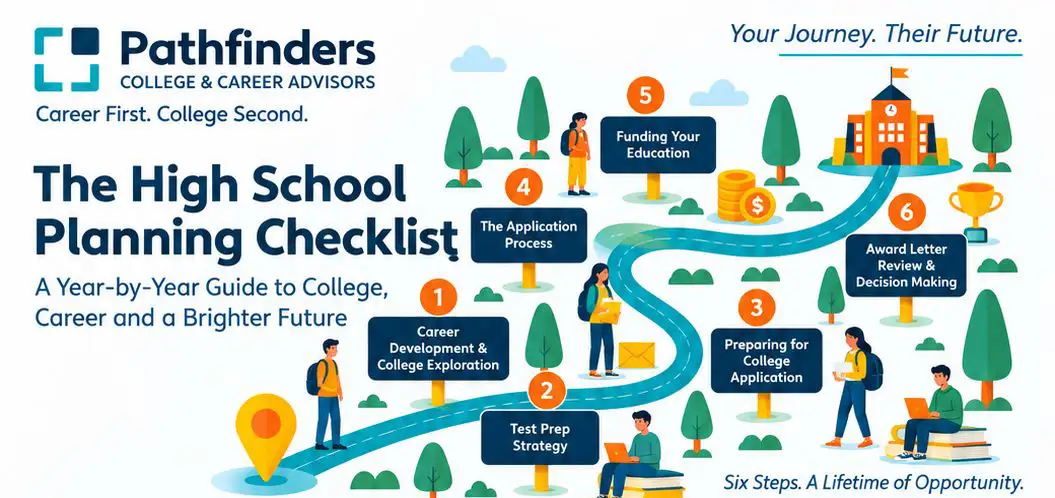 Pathfinders
COLLEGE & CAREER ADVISORS
Career First. College Second.
Your Journey. Their Future.
The High School
Planning Checklist
A Year-by-Year Guide to College,
Career and a Brighter Future
1
Career
Development &
College Exploration
2
Test Prep
Strategy
3
Preparing for
College
Application
4
The Application
Process
5
Funding Your
Education
$
6
Award Letter
Review &
Decision Making
Six Steps. A Lifetime of Opportunity.